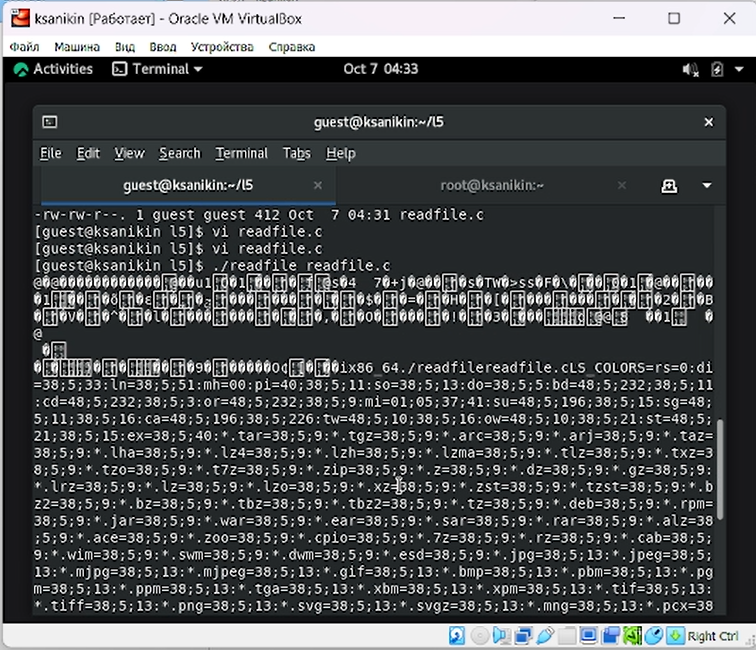 ksanikin [Работает] - Oracle VM VirtualBox
Файл Машина Вид Ввод Устройства Справка
Activities Terminal Oct 7 04:33
guest@ksanikin:~/l5
File Edit View Search Terminal Tabs Help
guest@ksanikin:~/l5 root@ksanikin:~
-rw-rw-r--. 1 guest guest 412 Oct 7 04:31 readfile.c
[guest@ksanikin l5]$ vi readfile.c
[guest@ksanikin l5]$ vi readfile.c
[guest@ksanikin l5]$ ./readfile readfile.c
ix86_64./readfilereadfile.cLS_COLORS=rs=0:di
=38;5;33:ln=38;5;51:mh=00:pi=40;38;5;11:so=38;5;13:do=38;5;5:bd=48;5;232;38;5;11
:cd=48;5;232;38;5;3:or=48;5;232;38;5;9:mi=01;05;37;41:su=48;5;196;38;5;15:sg=48;
5;11;38;5;16:ca=48;5;196;38;5;226:tw=48;5;10;38;5;16:ow=48;5;10;38;5;21:st=48;5;
21;38;5;15:ex=38;5;40:*.tar=38;5;9:*.tgz=38;5;9:*.arc=38;5;9:*.arj=38;5;9:*.taz=
38;5;9:*.lha=38;5;9:*.lz4=38;5;9:*.lzh=38;5;9:*.lzma=38;5;9:*.tlz=38;5;9:*.txz=3
8;5;9:*.tzo=38;5;9:*.t7z=38;5;9:*.zip=38;5;9:*.z=38;5;9:*.dz=38;5;9:*.gz=38;5;9:
*.lrz=38;5;9:*.lz=38;5;9:*.lzo=38;5;9:*.xz=38;5;9:*.zst=38;5;9:*.tzst=38;5;9:*.b
z2=38;5;9:*.bz=38;5;9:*.tbz=38;5;9:*.tbz2=38;5;9:*.tz=38;5;9:*.deb=38;5;9:*.rpm=
38;5;9:*.jar=38;5;9:*.war=38;5;9:*.ear=38;5;9:*.sar=38;5;9:*.rar=38;5;9:*.alz=38
;5;9:*.ace=38;5;9:*.zoo=38;5;9:*.cpio=38;5;9:*.7z=38;5;9:*.rz=38;5;9:*.cab=38;5;
9:*.wim=38;5;9:*.swm=38;5;9:*.dwm=38;5;9:*.esd=38;5;9:*.jpg=38;5;13:*.jpeg=38;5;
13:*.mjpg=38;5;13:*.mjpeg=38;5;13:*.gif=38;5;13:*.bmp=38;5;13:*.pbm=38;5;13:*.pg
m=38;5;13:*.ppm=38;5;13:*.tga=38;5;13:*.xbm=38;5;13:*.xpm=38;5;13:*.tif=38;5;13:
*.tiff=38;5;13:*.png=38;5;13:*.svg=38;5;13:*.svgz=38;5;13:*.mng=38;5;13:*.pcx=38
Right Ctrl